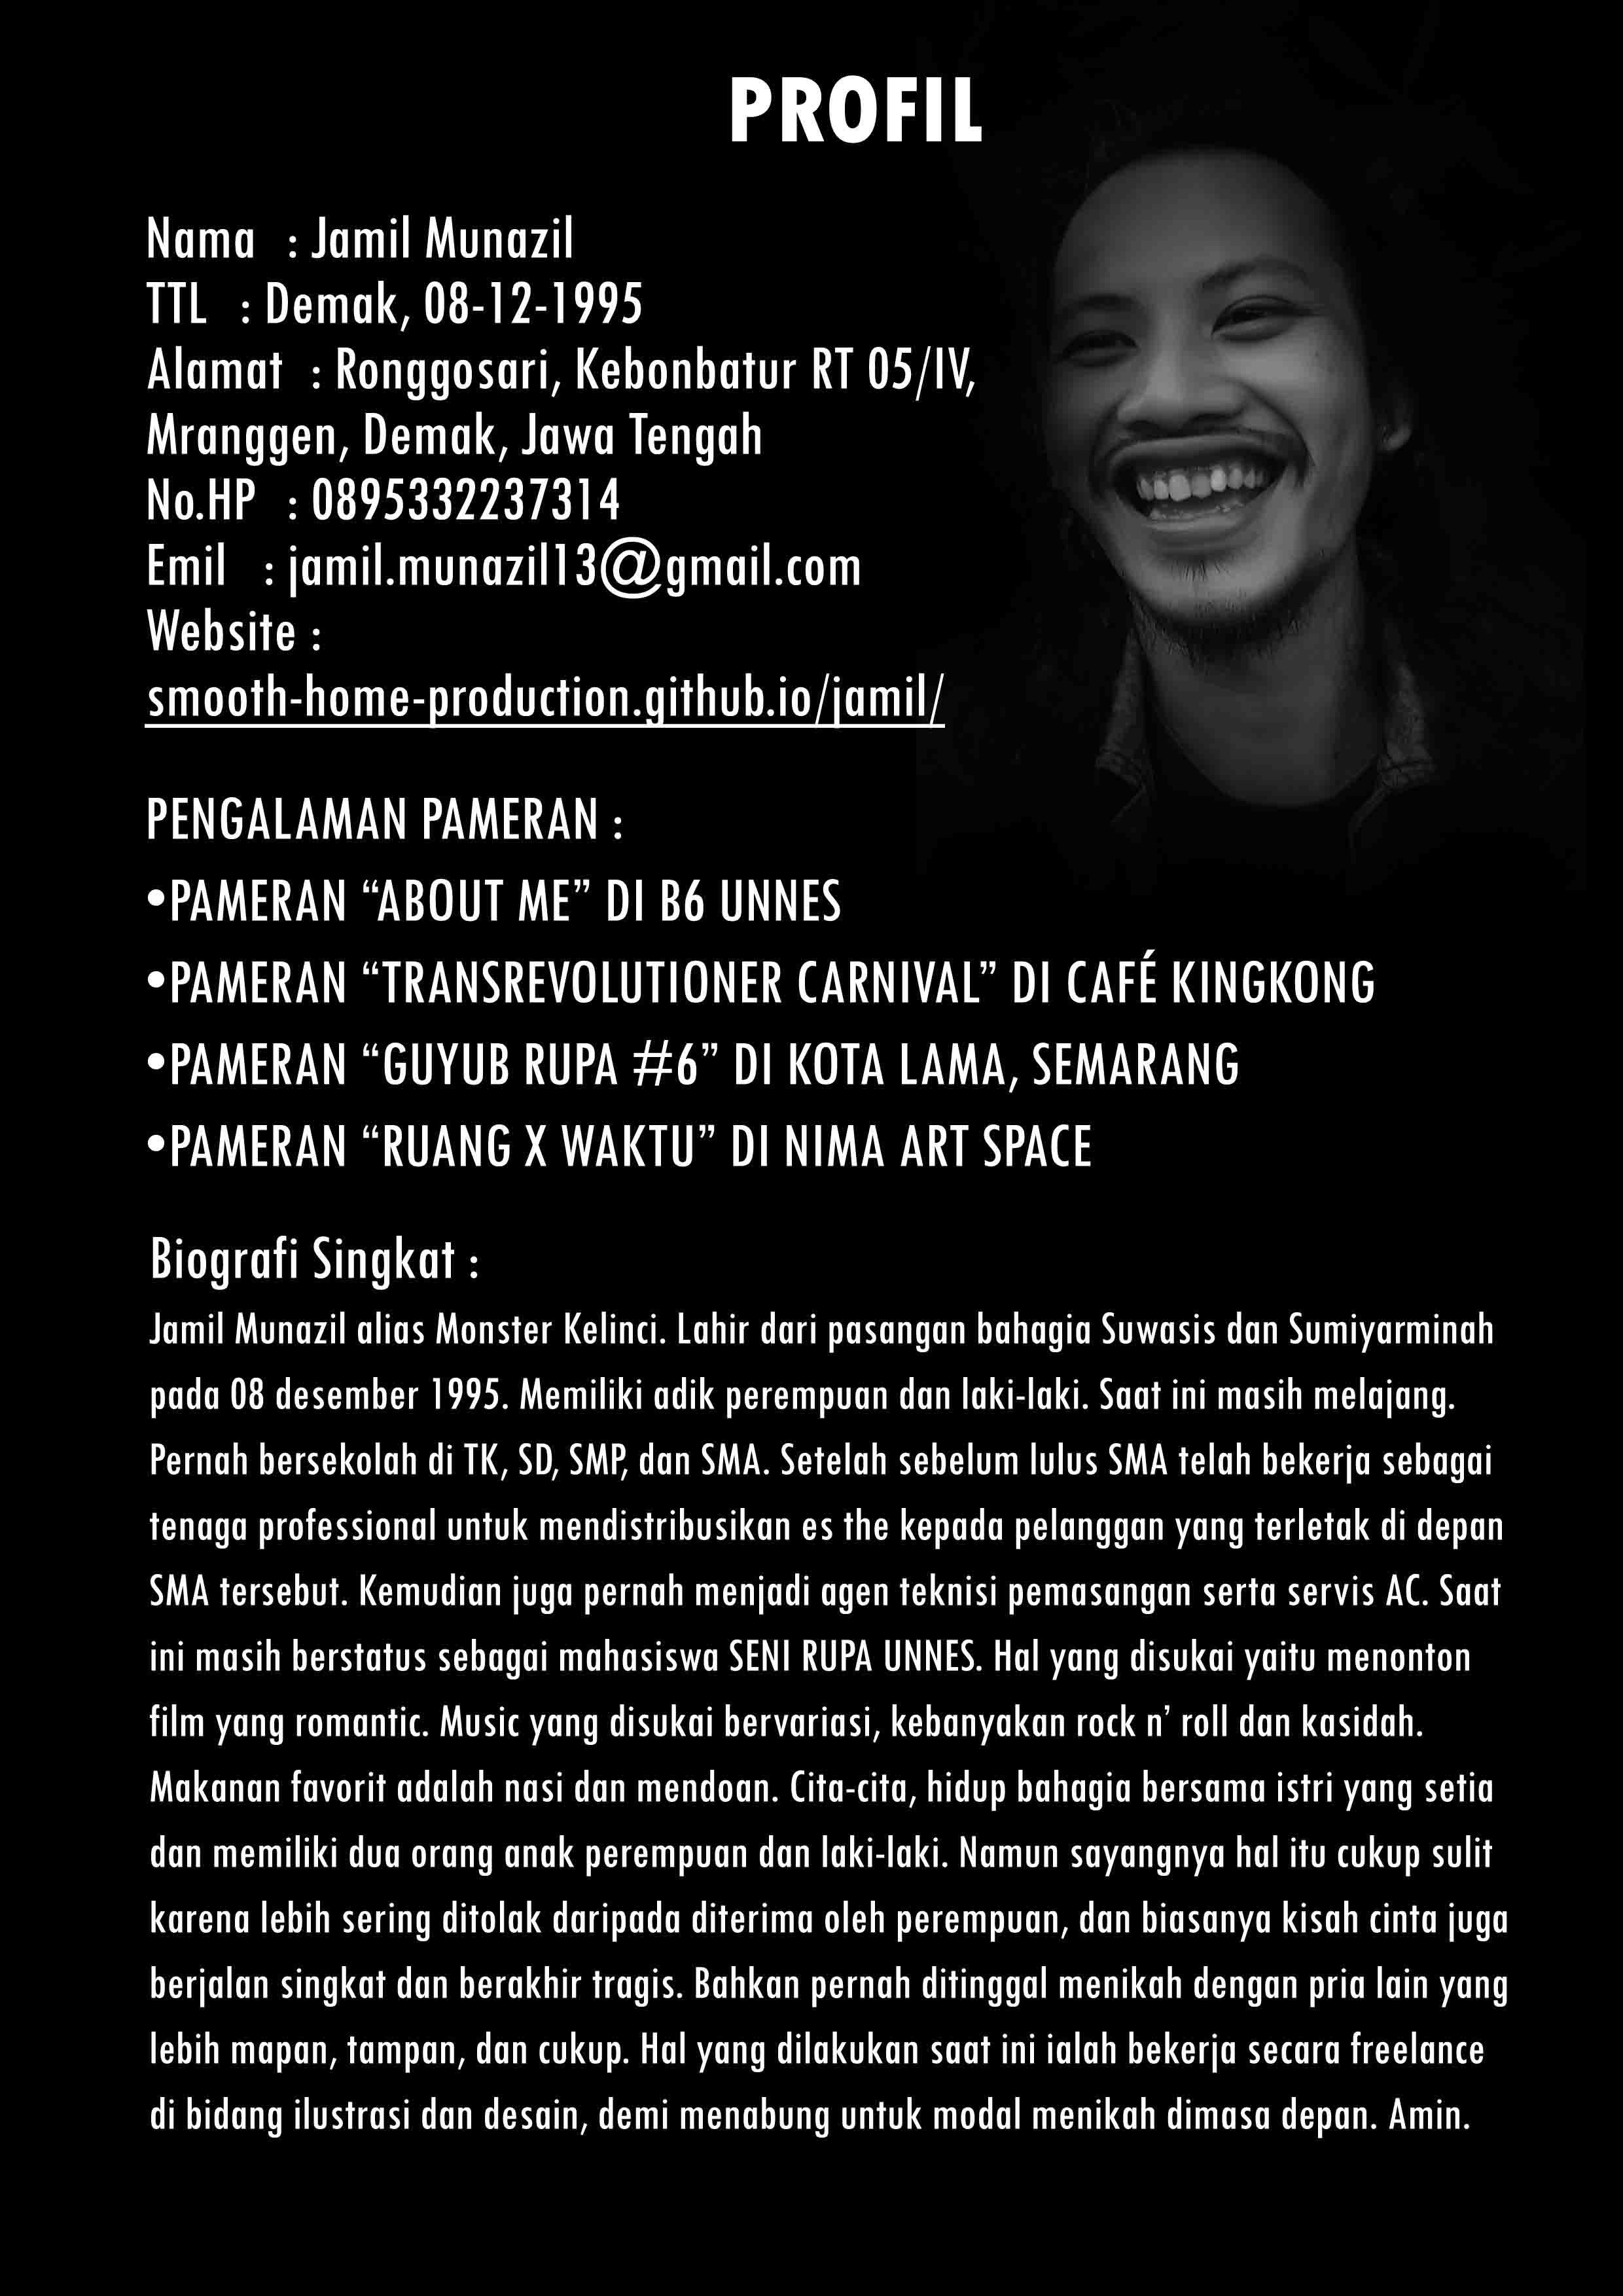 PROFIL
Nama : Jamil Munazil
TTL : Demak, 08-12-1995
Alamat : Ronggosari, Kebonbatur RT 05/IV,
Mranggen, Demak, Jawa Tengah
No.HP : 0895332237314
Emil : jamil.munazil13@gmail.com
Website :
smooth-home-production.github.io/jamil/
PENGALAMAN PAMERAN :
•PAMERAN “ABOUT ME” DI B6 UNNES
•PAMERAN “TRANSREVOLUTIONER CARNIVAL” DI CAFÉ KINGKONG
•PAMERAN “GUYUB RUPA #6” DI KOTA LAMA, SEMARANG
•PAMERAN “RUANG X WAKTU” DI NIMA ART SPACE
Biografi Singkat :
Jamil Munazil alias Monster Kelinci. Lahir dari pasangan bahagia Suwasis dan Sumiyarminah
pada 08 desember 1995. Memiliki adik perempuan dan laki-laki. Saat ini masih melajang.
Pernah bersekolah di TK, SD, SMP, dan SMA. Setelah sebelum lulus SMA telah bekerja sebagai
tenaga professional untuk mendistribusikan es the kepada pelanggan yang terletak di depan
SMA tersebut. Kemudian juga pernah menjadi agen teknisi pemasangan serta servis AC. Saat
ini masih berstatus sebagai mahasiswa SENI RUPA UNNES. Hal yang disukai yaitu menonton
film yang romantic. Music yang disukai bervariasi, kebanyakan rock n’ roll dan kasidah.
Makanan favorit adalah nasi dan mendoan. Cita-cita, hidup bahagia bersama istri yang setia
dan memiliki dua orang anak perempuan dan laki-laki. Namun sayangnya hal itu cukup sulit
karena lebih sering ditolak daripada diterima oleh perempuan, dan biasanya kisah cinta juga
berjalan singkat dan berakhir tragis. Bahkan pernah ditinggal menikah dengan pria lain yang
lebih mapan, tampan, dan cukup. Hal yang dilakukan saat ini ialah bekerja secara freelance
di bidang ilustrasi dan desain, demi menabung untuk modal menikah dimasa depan. Amin.